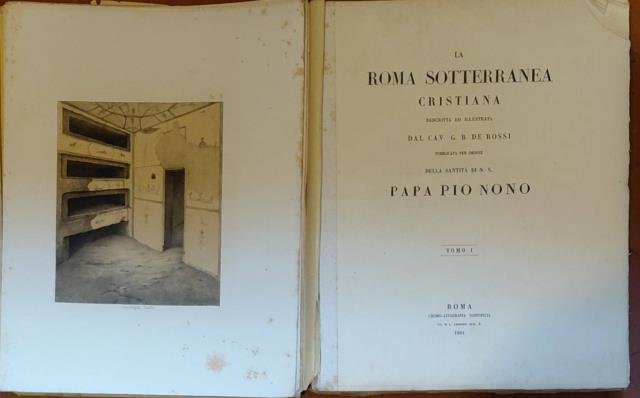 LA
ROMA SOTTERRANEA
CRISTIANA
DESCRITTA ED ILLUSTRATA
DAL CAV. G. B. DE ROSSI
PUBBLICATA PER ORDINE
DELLA SANTITÀ DI N. S.
PAPA PIO NONO
TOMO I
ROMA
CROMO-LITOGRAFIA PONTIFICIA